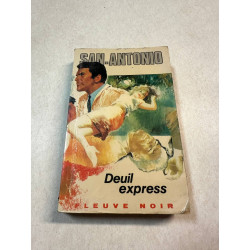 SAN-ANTONIO
Deuil
express
FLEUVE NOIR